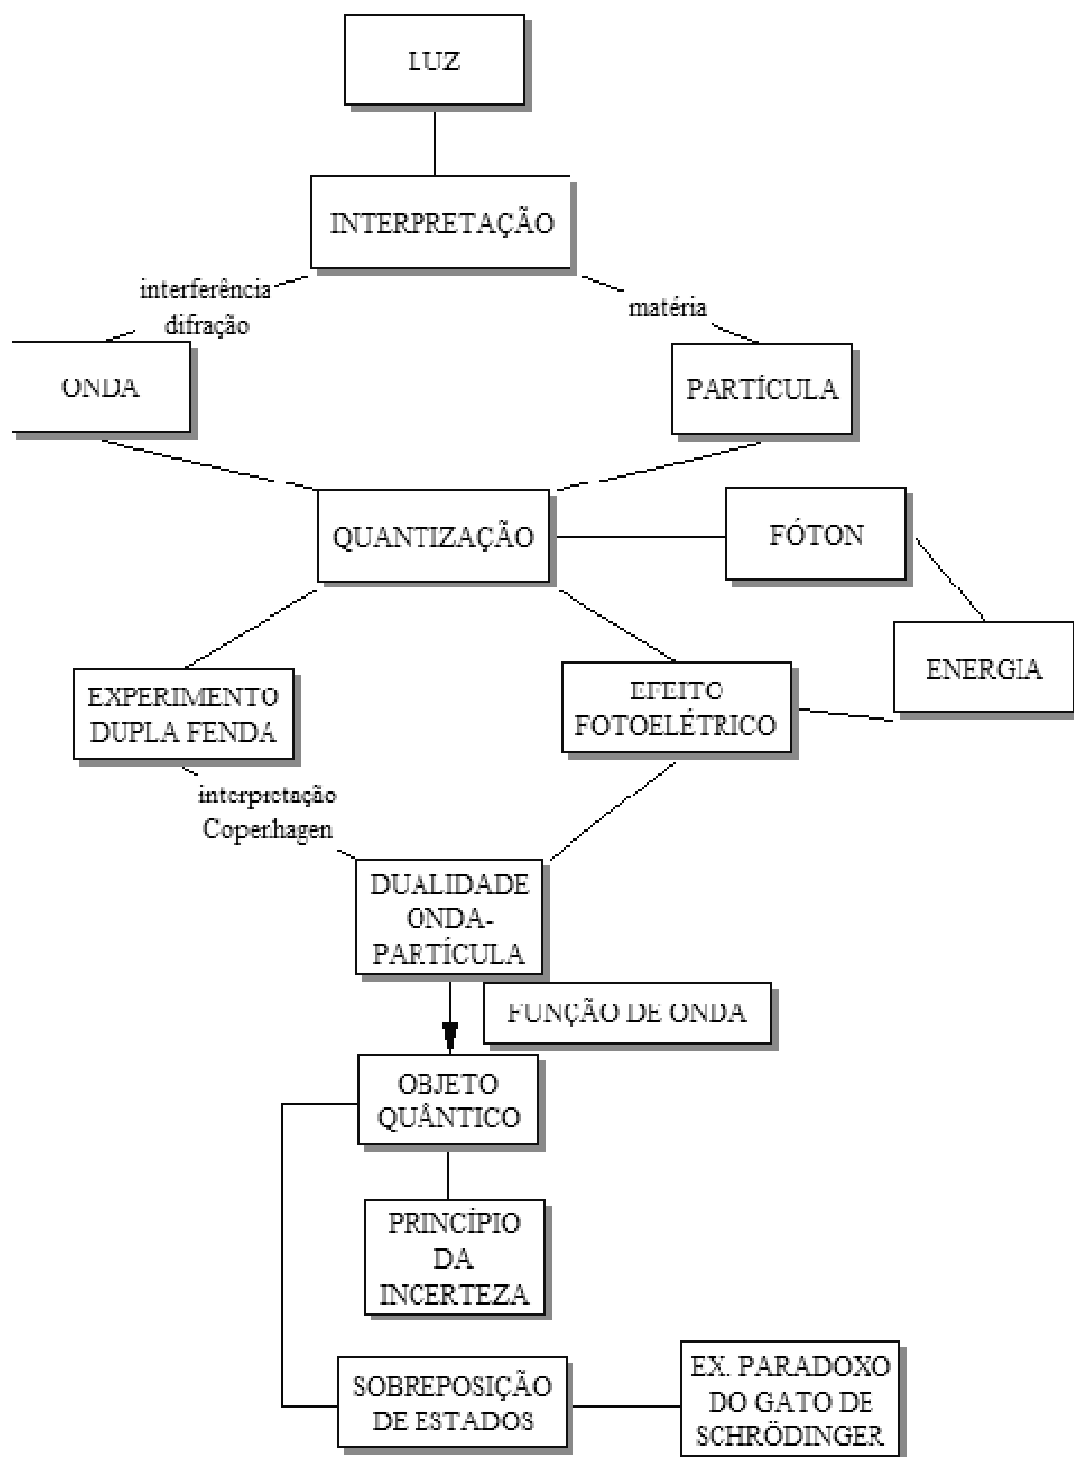 LUZ
INTERPRETAÇÃO
interferência
difração
matéria
ONDA
PARTÍCULA
QUANTIZAÇÃO
FÓTON
ENERGIA
EXPERIMENTO
DUPLA FENDA
EFEITO
FOTOELÉTRICO
interpretação
Copenhagen
DUALIDADE
ONDA-
PARTÍCULA
FUNÇÃO DE ONDA
OBJETO
QUÂNTICO
PRINCÍPIO
DA
INCERTEZA
SOBREPOSIÇÃO
DE ESTADOS
EX. PARADOXO
DO GATO DE
SCHRÖDINGER